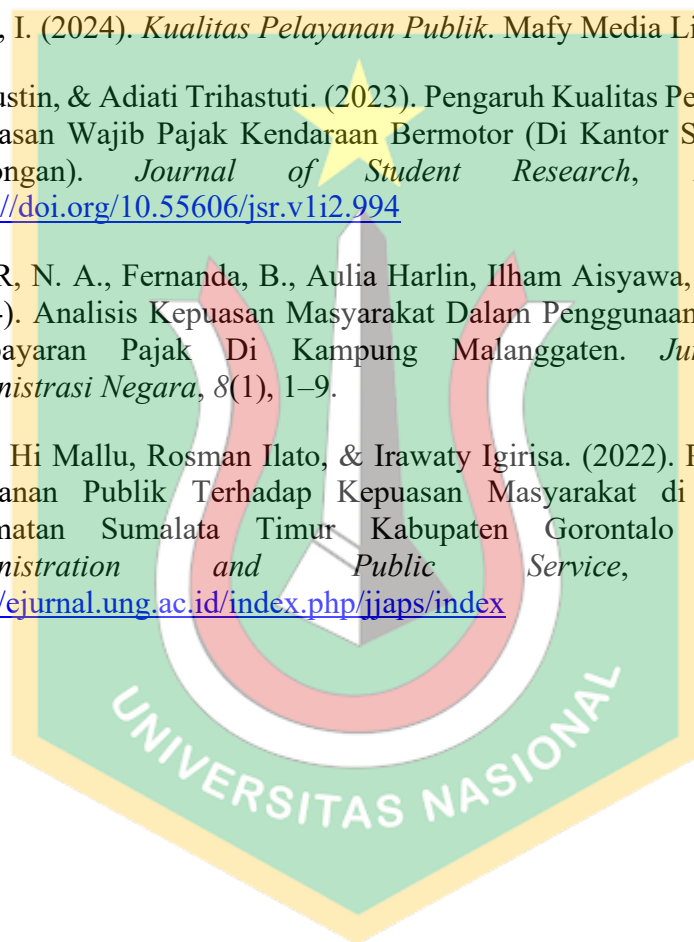 , I. (2024). Kualitas Pelayanan Publik. Mafy Media Li
ustin, & Adiati Trihastuti. (2023). Pengaruh Kualitas Pe
asan Wajib Pajak Kendaraan Bermotor (Di Kantor S
ongan). Journal of Student Research,
://doi.org/10.55606/jsr.v1i2.994
R, N. A., Fernanda, B., Aulia Harlin, Ilham Aisyawa,
). Analisis Kepuasan Masyarakat Dalam Penggunaan
bayaran Pajak Di Kampung Malanggaten. Jur
nistrasi Negara, 8(1), 1–9.
Hi Mallu, Rosman Ilato, & Irawaty Igirisa. (2022). P
anan Publik Terhadap Kepuasan Masyarakat di
matan Sumalata Timur Kabupaten Gorontalo
nistration and Public Service,
/ejurnal.ung.ac.id/index.php/jjaps/index
UNIVERSITAS NASIONAL